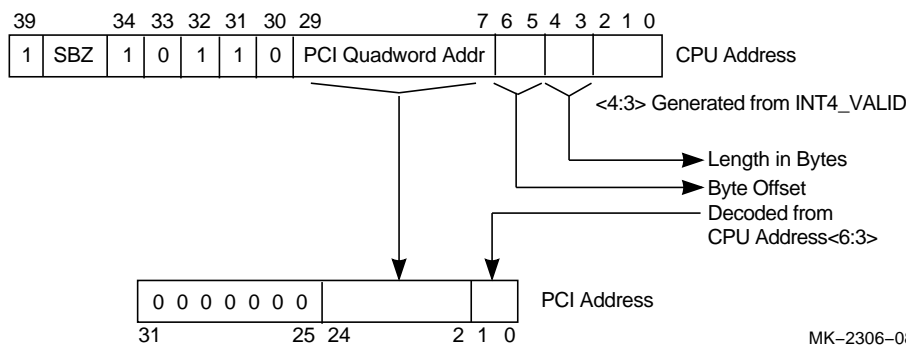 39 34 33 32 31 30 29 7 6 5 4 3 2 1 0
1 SBZ 1 0 1 1 0 PCI Quadword Addr CPU Address
<4:3> Generated from INT4_VALID
Length in Bytes
Byte Offset
Decoded from
CPU Address<6:3>
0 0 0 0 0 0 0 PCI Address
31 25 24 2 1 0
MK–2306–08